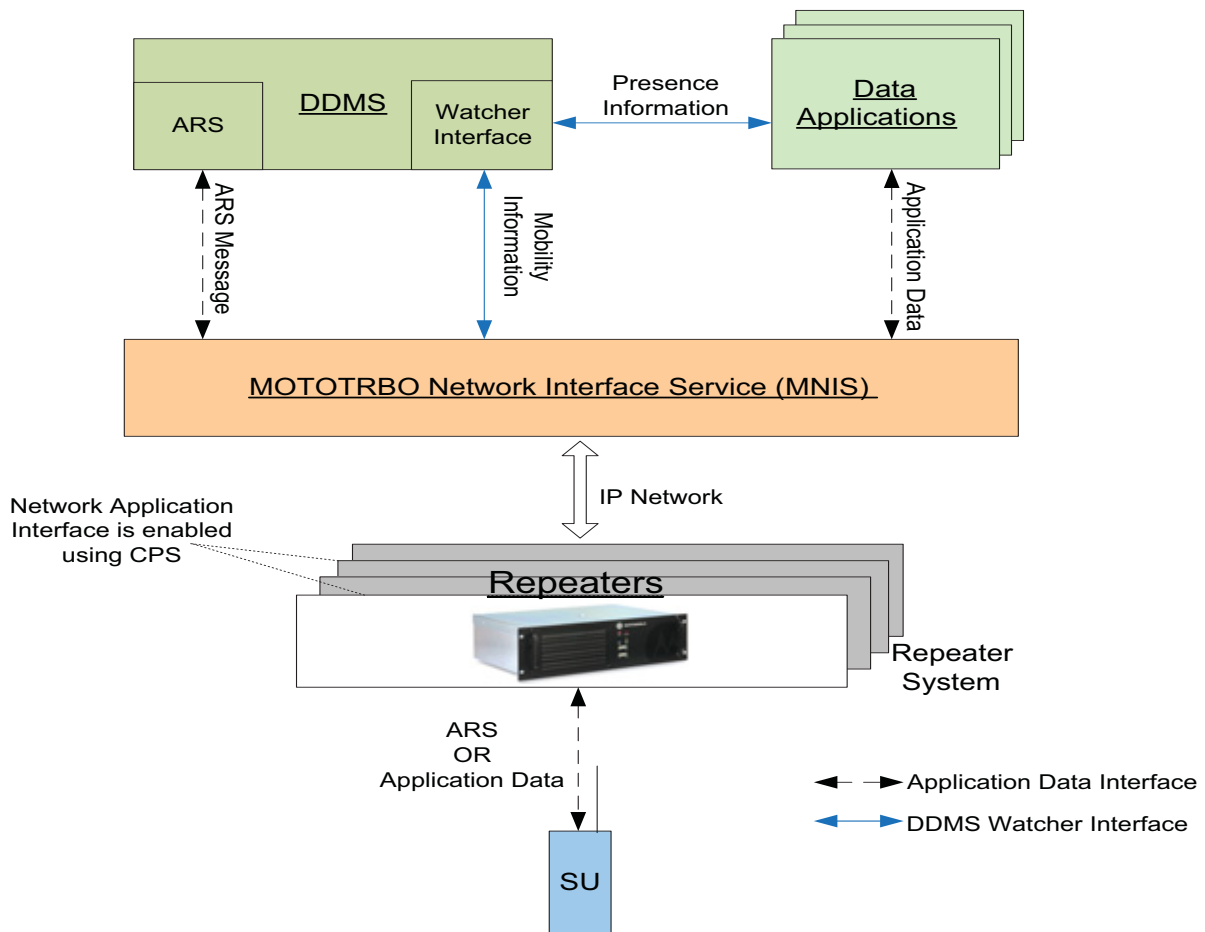 DDMS
ARS
Watcher
Interface
Presence
Information
Data
Applications
ARS Message
Mobility
Information
Application Data
MOTOTRBO Network Interface Service (MNIS)
IP Network
Network Application
Interface is enabled
using CPS
Repeaters
Repeater
System
ARS
OR
Application Data
Application Data Interface
DDMS Watcher Interface
SU